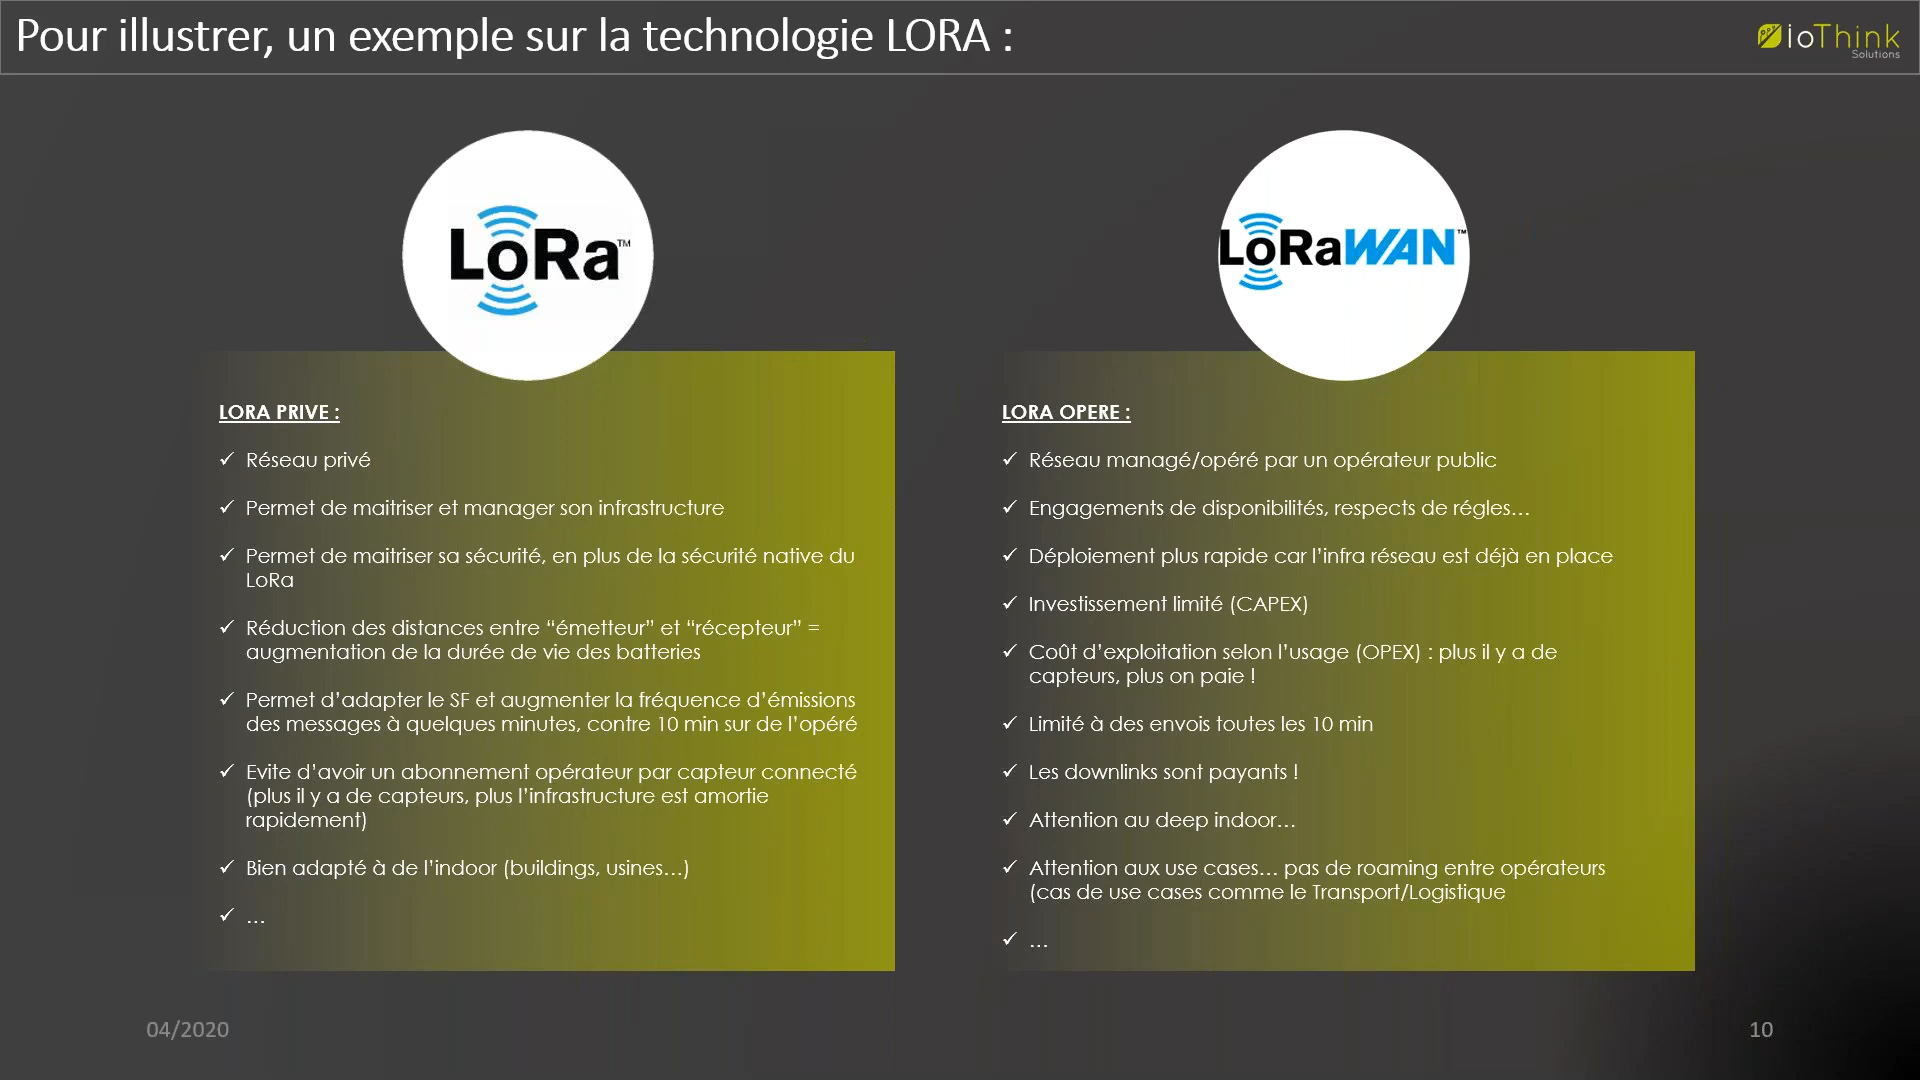 Pour illustrer, un exemple sur la technologie LORA :
ioThink
Solutions
LoRa™
LORA PRIVE :
✓ Réseau privé
✓ Permet de maitriser et manager son infrastructure
✓ Permet de maitriser sa sécurité, en plus de la sécurité native du
LoRa
✓ Réduction des distances entre “émetteur” et “récepteur” =
augmentation de la durée de vie des batteries
✓ Permet d’adapter le SF et augmenter la fréquence d’émissions
des messages à quelques minutes, contre 10 min sur de l’opéré
✓ Evite d’avoir un abonnement opérateur par capteur connecté
(plus il y a de capteurs, plus l’infrastructure est amortie
rapidement)
✓ Bien adapté à de l’indoor (buildings, usines…)
✓ …
LoRaWAN™
LORA OPERE :
✓ Réseau managé/opéré par un opérateur public
✓ Engagements de disponibilités, respects de régles…
✓ Déploiement plus rapide car l’infra réseau est déjà en place
✓ Investissement limité (CAPEX)
✓ Coût d’exploitation selon l’usage (OPEX) : plus il y a de
capteurs, plus on paie !
✓ Limité à des envois toutes les 10 min
✓ Les downlinks sont payants !
✓ Attention au deep indoor…
✓ Attention aux use cases… pas de roaming entre opérateurs
(cas de use cases comme le Transport/Logistique
✓ …
04/2020
10